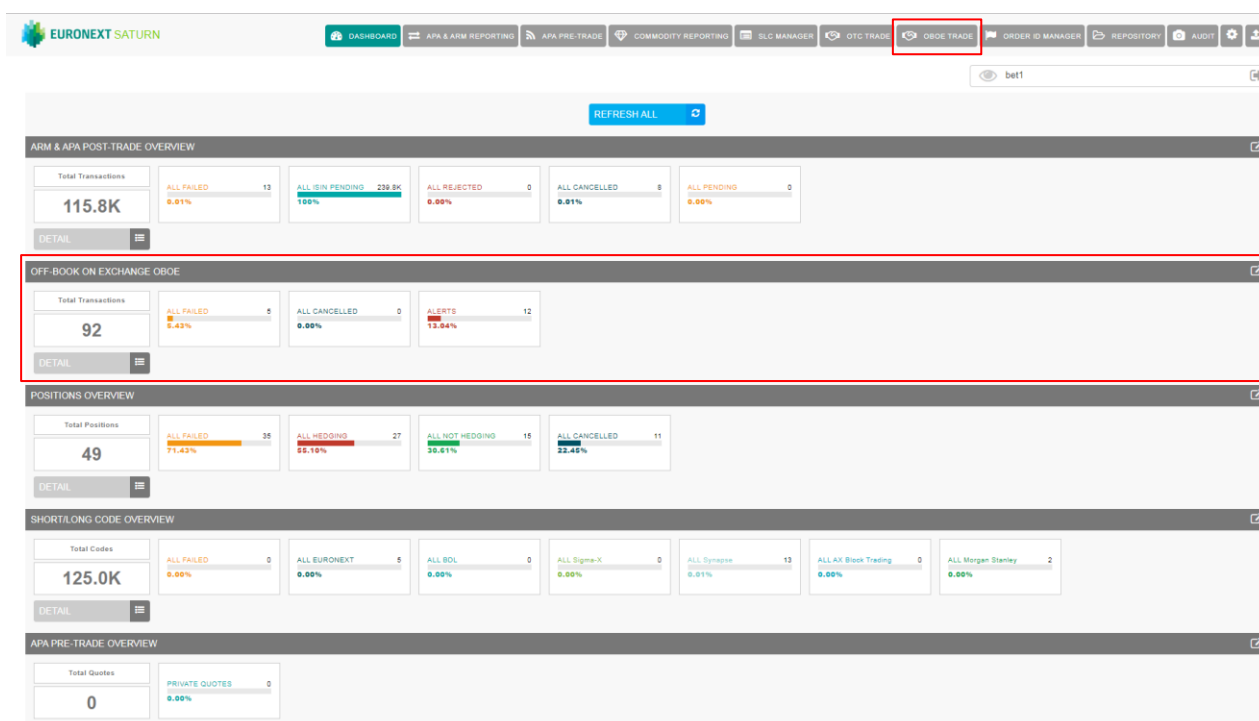 EURONEXT SATURN
DASHBOARD APA & ARM REPORTING APA PRE-TRADE COMMODITY REPORTING SLC MANAGER OTC TRADE OBOE TRADE ORDER ID MANAGER REPOSITORY AUDIT
bet1
REFRESH ALL
ARM & APA POST-TRADE OVERVIEW
Total Transactions
115.8K
DETAIL
ALL FAILED 13
0.01%
ALL ISIN PENDING 239.8K
100%
ALL REJECTED 0
0.00%
ALL CANCELLED 8
0.01%
ALL PENDING 0
0.00%
OFF-BOOK ON EXCHANGE OBOE
Total Transactions
92
DETAIL
ALL FAILED 5
5.43%
ALL CANCELLED 0
0.00%
ALERTS 12
13.04%
POSITIONS OVERVIEW
Total Positions
49
DETAIL
ALL FAILED 35
71.43%
ALL HEDGING 27
55.10%
ALL NOT HEDGING 15
30.61%
ALL CANCELLED 11
22.45%
SHORT/LONG CODE OVERVIEW
Total Codes
125.0K
DETAIL
ALL FAILED 0
0.00%
ALL EURONEXT 5
0.00%
ALL BOL 0
0.00%
ALL Sigma-X 0
0.00%
ALL Synapse 13
0.01%
ALL AX Block Trading 0
0.00%
ALL Morgan Stanley 2
0.00%
APA PRE-TRADE OVERVIEW
Total Quotes
0
PRIVATE QUOTES 0
0.00%